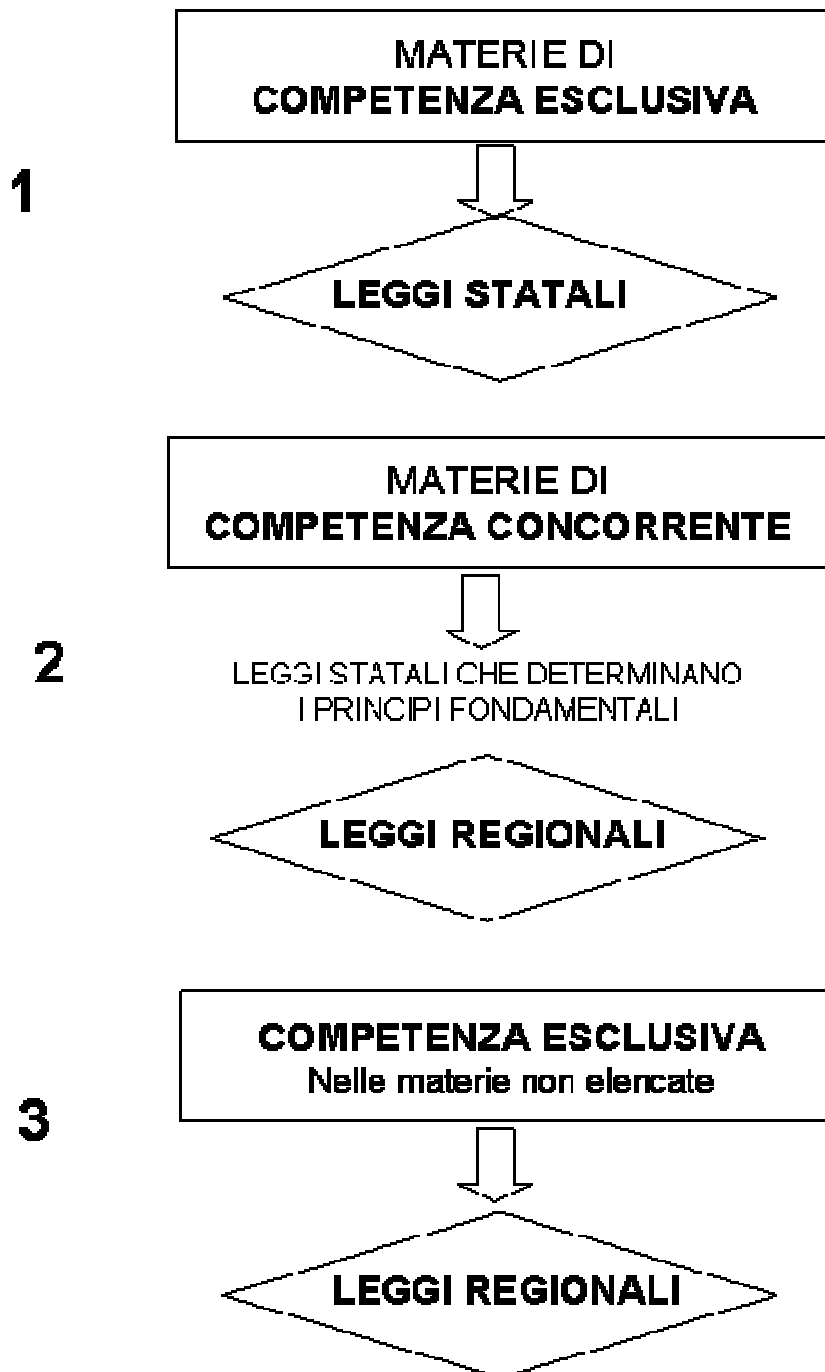 MATERIE DI
COMPETENZA ESCLUSIVA
1
LEGGI STATALI
MATERIE DI
COMPETENZA CONCORRENTE
2
LEGGI STATALI CHE DETERMINANO
I PRINCIPI FONDAMENTALI
LEGGI REGIONALI
COMPETENZA ESCLUSIVA
Nelle materie non elencate
3
LEGGI REGIONALI